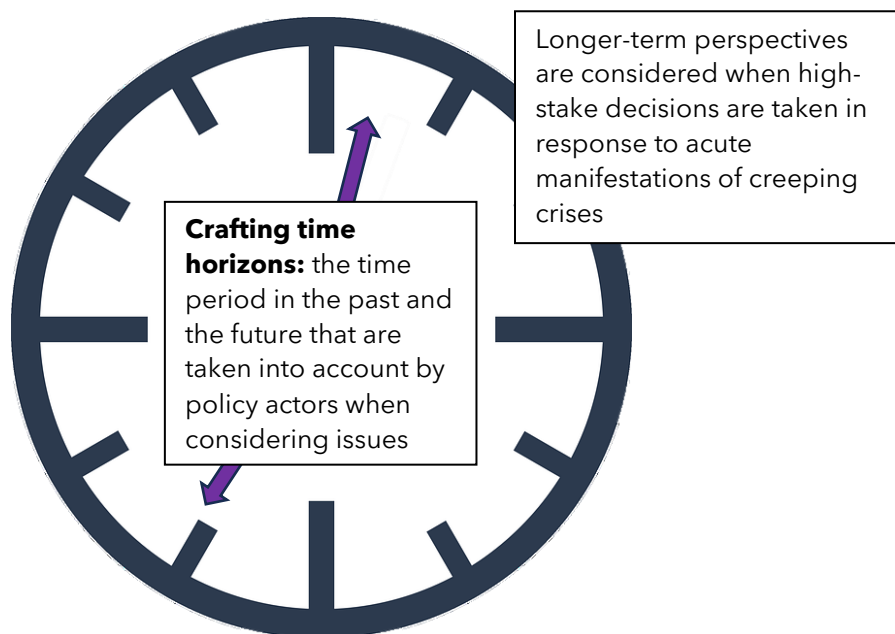 Longer-term perspectives
are considered when high-
stake decisions are taken in
response to acute
manifestations of creeping
crises
Crafting time
horizons: the time
period in the past and
the future that are
taken into account by
policy actors when
considering issues